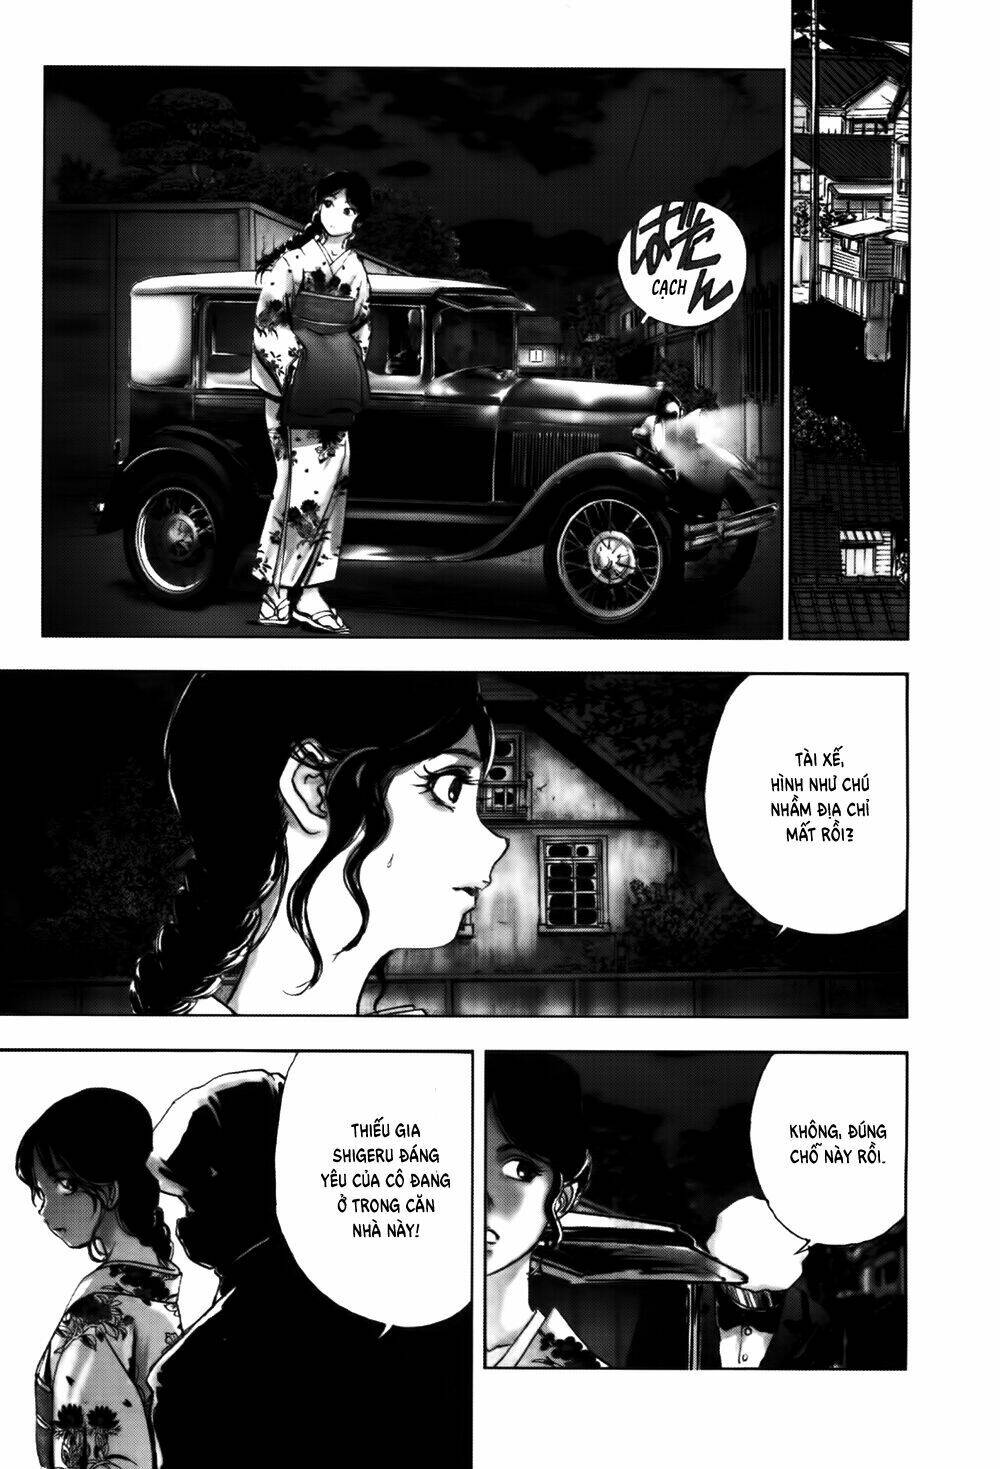 ばたん
CẠCH
TÀI XẾ,
HÌNH NHƯ CHÚ
NHẦM ĐỊA CHỈ
MẤT RỒI?
KHÔNG, ĐÚNG
CHỖ NÀY RỒI.
THIẾU GIA
SHIGERU ĐÁNG
YÊU CỦA CÔ ĐANG
Ở TRONG CĂN
NHÀ NÀY!